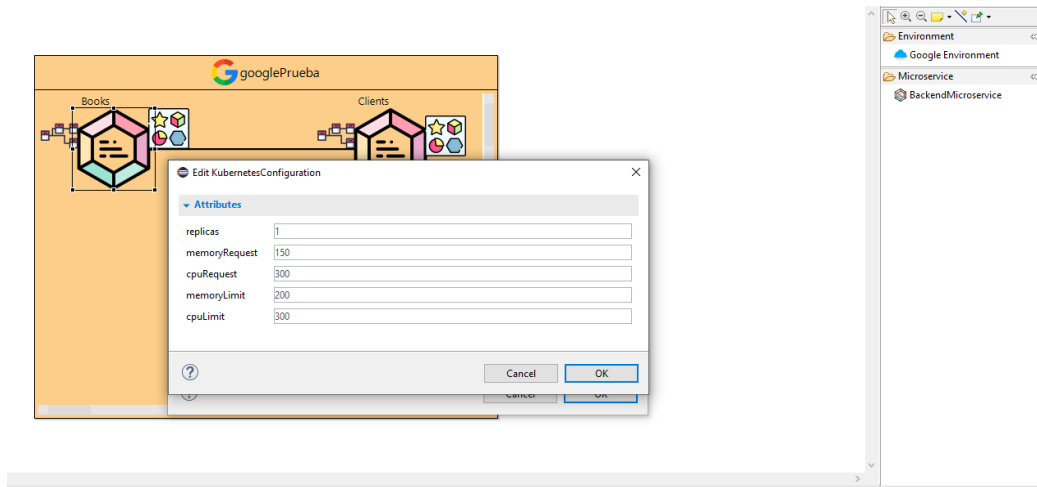 googlePrueba
Books
Clients
Edit KubernetesConfiguration
Attributes
replicas 1
memoryRequest 150
cpuRequest 300
memoryLimit 200
cpuLimit 300
Cancel OK
Cancel OK
Environment
Google Environment
Microservice
BackendMicroservice